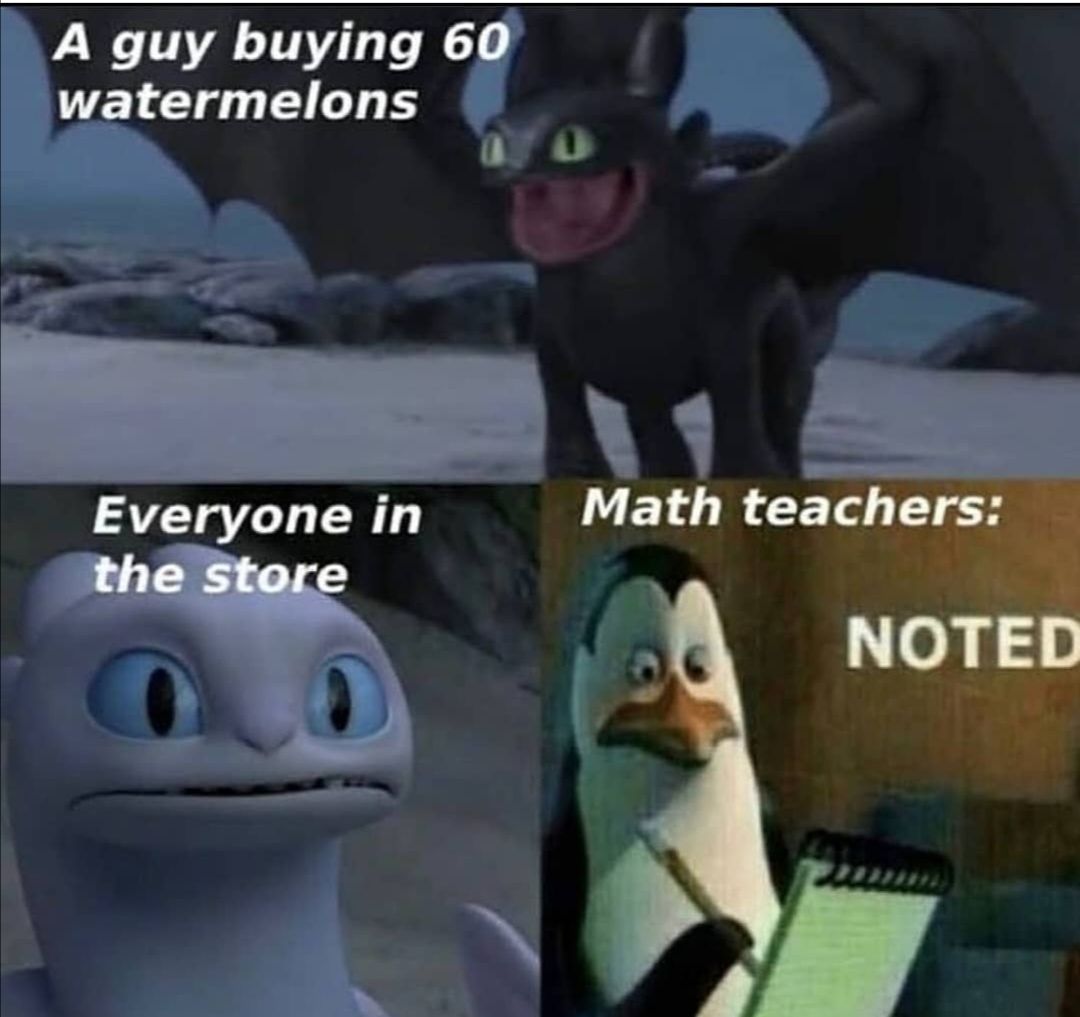 A guy buying 60
watermelons
Everyone in
the store
Math teachers:
NOTED